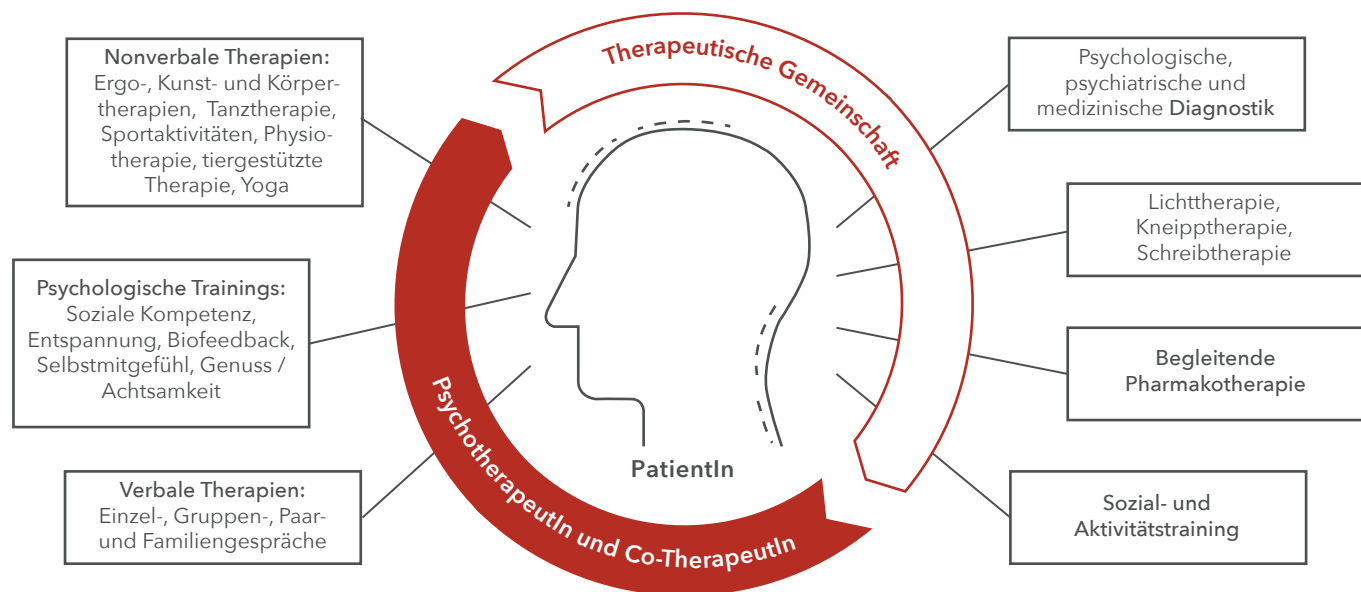 Nonverbale Therapien:
Ergo-, Kunst- und Körper-
therapien, Tanztherapie,
Sportaktivitäten, Physio-
therapie, tiergestützte
Therapie, Yoga
Psychologische Trainings:
Soziale Kompetenz,
Entspannung, Biofeedback,
Selbstmitgefühl, Genuss /
Achtsamkeit
Verbale Therapien:
Einzel-, Gruppen-, Paar-
und Familiengespräche
Therapeutische Gemeinschaft
PsychotherapeutIn und Co-TherapeutIn
PatientIn
Psychologische,
psychiatrische und
medizinische Diagnostik
Lichttherapie,
Kneipptherapie,
Schreibtherapie
Begleitende
Pharmakotherapie
Sozial- und
Aktivitätstraining